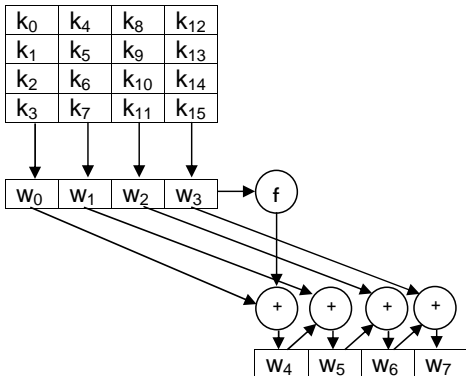 k₀ k₄ k₈ k₁₂
k₁ k₅ k₉ k₁₃
k₂ k₆ k₁₀ k₁₄
k₃ k₇ k₁₁ k₁₅
w₀ w₁ w₂ w₃ f
+ + + +
w₄ w₅ w₆ w₇